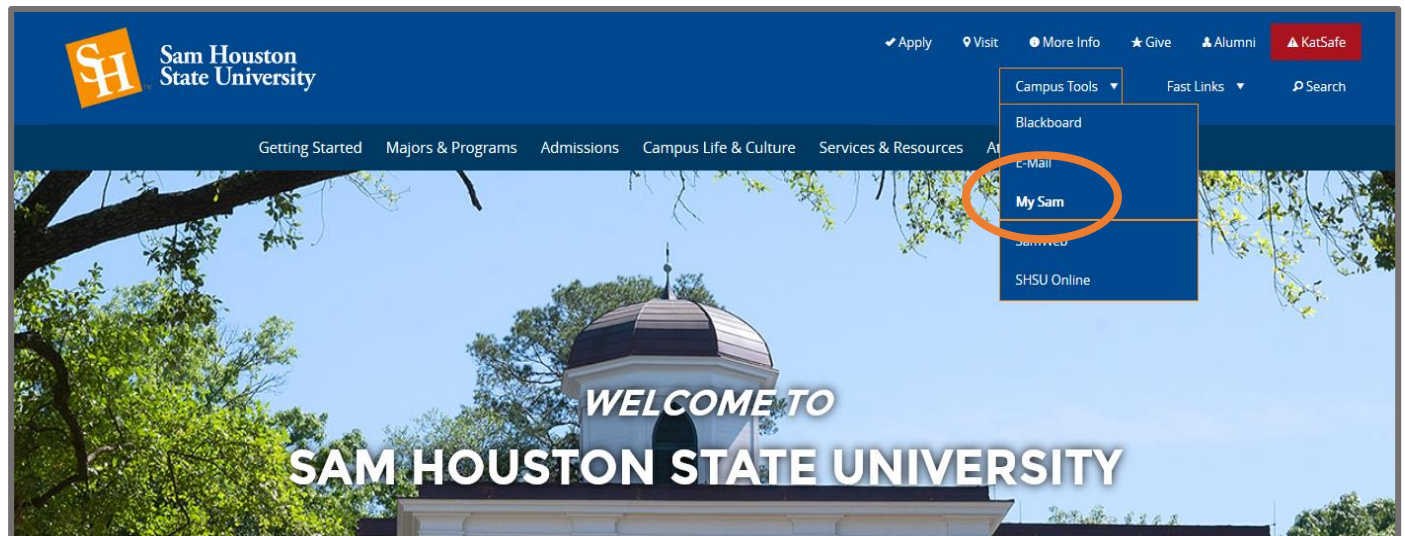 SH
Sam Houston
State University
Apply Visit More Info Give Alumni KatSafe
Campus Tools Fast Links Search
Blackboard
Getting Started Majors & Programs Admissions Campus Life & Culture Services & Resources
E-Mail
My Sam
SamWeb
SHSU Online
WELCOME TO
SAM HOUSTON STATE UNIVERSITY